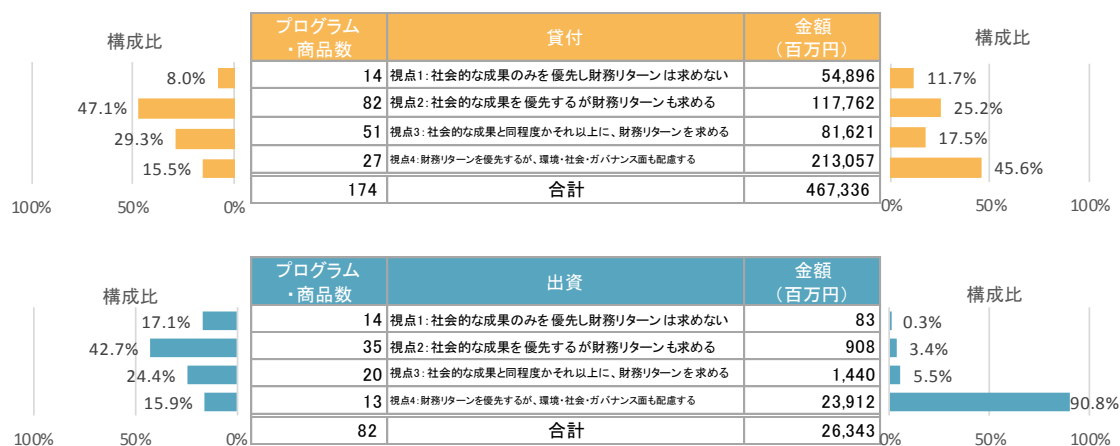 構成比
プログラム
・商品数
貸付
金額
（百万円）
構成比
8.0%
14
視点1：社会的な成果のみを優先し財務リターンは求めない
54,896
11.7%
47.1%
82
視点2：社会的な成果を優先するが財務リターンも求める
117,762
25.2%
29.3%
51
視点3：社会的な成果と同程度かそれ以上に、財務リターンを求める
81,621
17.5%
15.5%
27
視点4：財務リターンを優先するが、環境・社会・ガバナンス面も配慮する
213,057
45.6%
174
合計
467,336
100%
50%
0%
0%
50%
100%
構成比
プログラム
・商品数
出資
金額
（百万円）
構成比
17.1%
14
視点1：社会的な成果のみを優先し財務リターンは求めない
83
0.3%
42.7%
35
視点2：社会的な成果を優先するが財務リターンも求める
908
3.4%
24.4%
20
視点3：社会的な成果と同程度かそれ以上に、財務リターンを求める
1,440
5.5%
15.9%
13
視点4：財務リターンを優先するが、環境・社会・ガバナンス面も配慮する
23,912
90.8%
82
合計
26,343
100%
50%
0%
0%
50%
100%